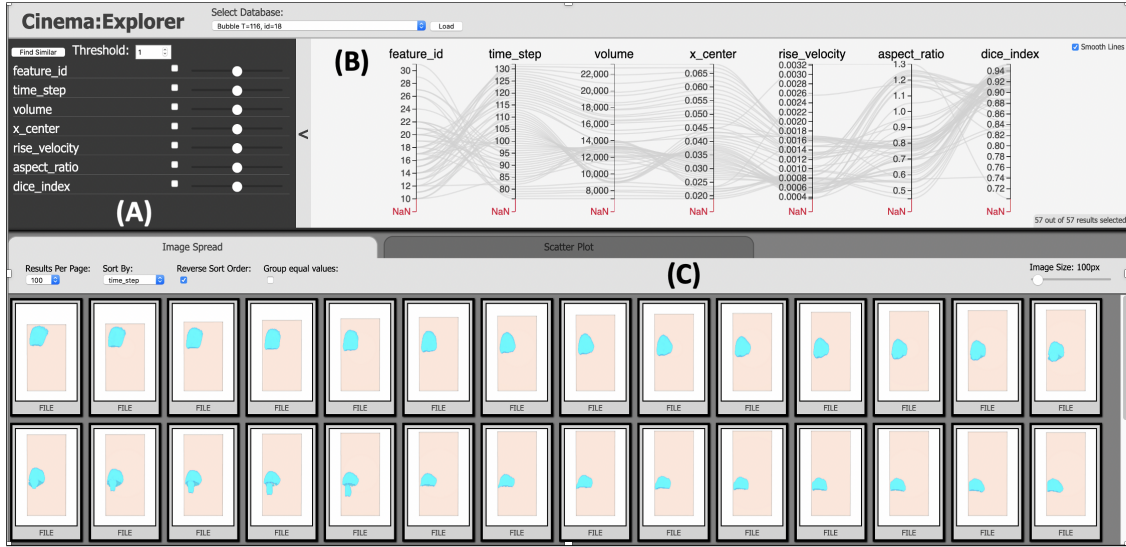 Cinema:Explorer
Select Database:
Bubble T=116, id=18
Load
Find Similar Threshold: 1
feature_id
time_step
volume
x_center
rise_velocity
aspect_ratio
dice_index
(A)
<
(B)
Smooth Lines
feature_id time_step volume x_center rise_velocity aspect_ratio dice_index
30 28 26 24 22 20 18 16 14 12 10 NaN
130 125 120 115 110 105 100 95 90 85 80 NaN
22,000 20,000 18,000 16,000 14,000 12,000 10,000 8,000 NaN
0.065 0.060 0.055 0.050 0.045 0.040 0.035 0.030 0.025 0.020 NaN
0.0032 0.0030 0.0028 0.0026 0.0024 0.0022 0.0020 0.0018 0.0016 0.0014 0.0012 0.0010 0.0008 0.0006 0.0004 NaN
1.3 1.2 1.1 1.0 0.9 0.8 0.7 0.6 0.5 NaN
0.94 0.92 0.90 0.88 0.86 0.84 0.82 0.80 0.78 0.76 0.74 0.72 NaN
57 out of 57 results selected
Image Spread
Scatter Plot
Results Per Page: Sort By: Reverse Sort Order: Group equal values:
100 time_step
(C)
Image Size: 100px
FILE FILE FILE FILE FILE FILE FILE FILE FILE FILE FILE FILE FILE FILE
FILE FILE FILE FILE FILE FILE FILE FILE FILE FILE FILE FILE FILE FILE